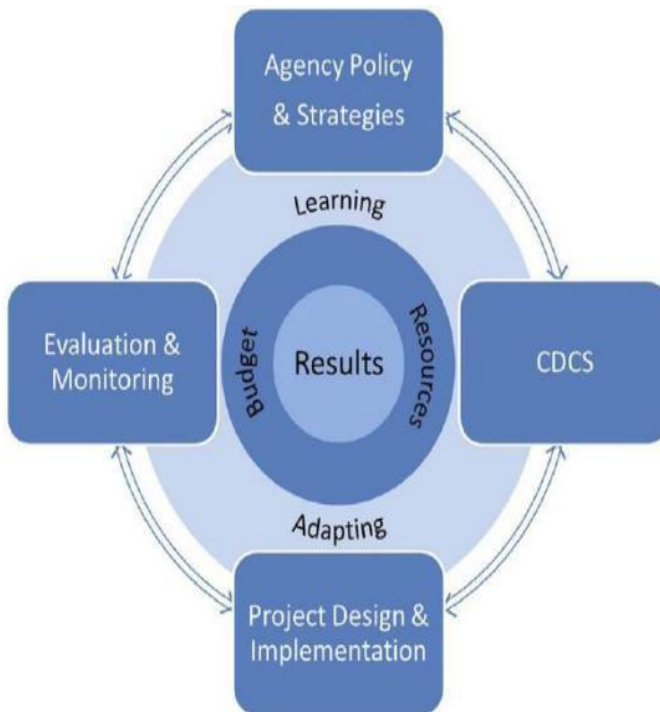 Agency Policy
& Strategies
Learning
Evaluation &
Monitoring
Budget
Results
Resources
CDCS
Adapting
Project Design &
Implementation